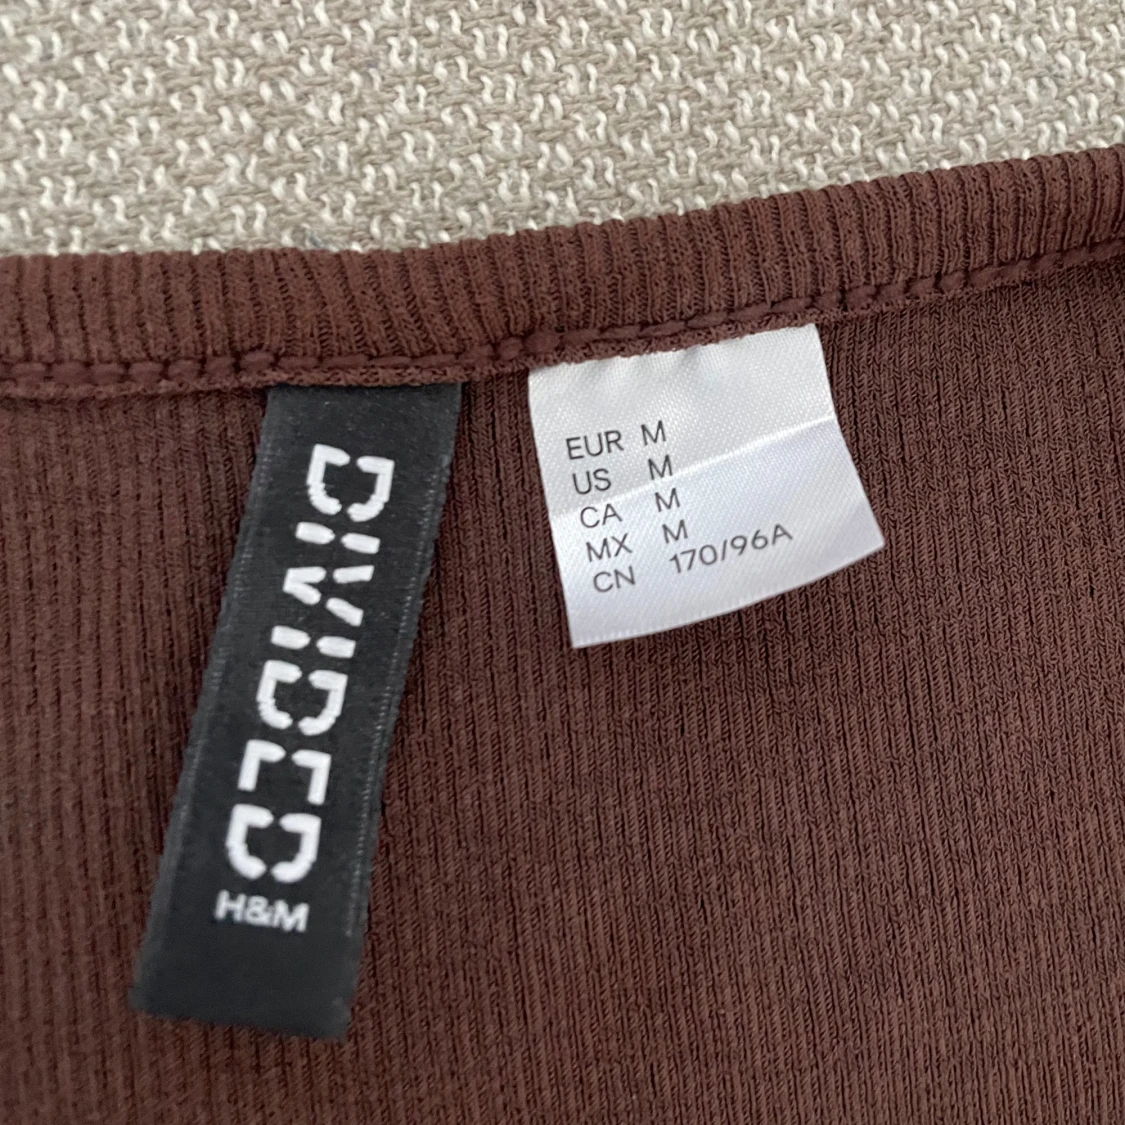 DIVIDED
H&M
EUR M
US M
CA M
MX M
CN 170/96A